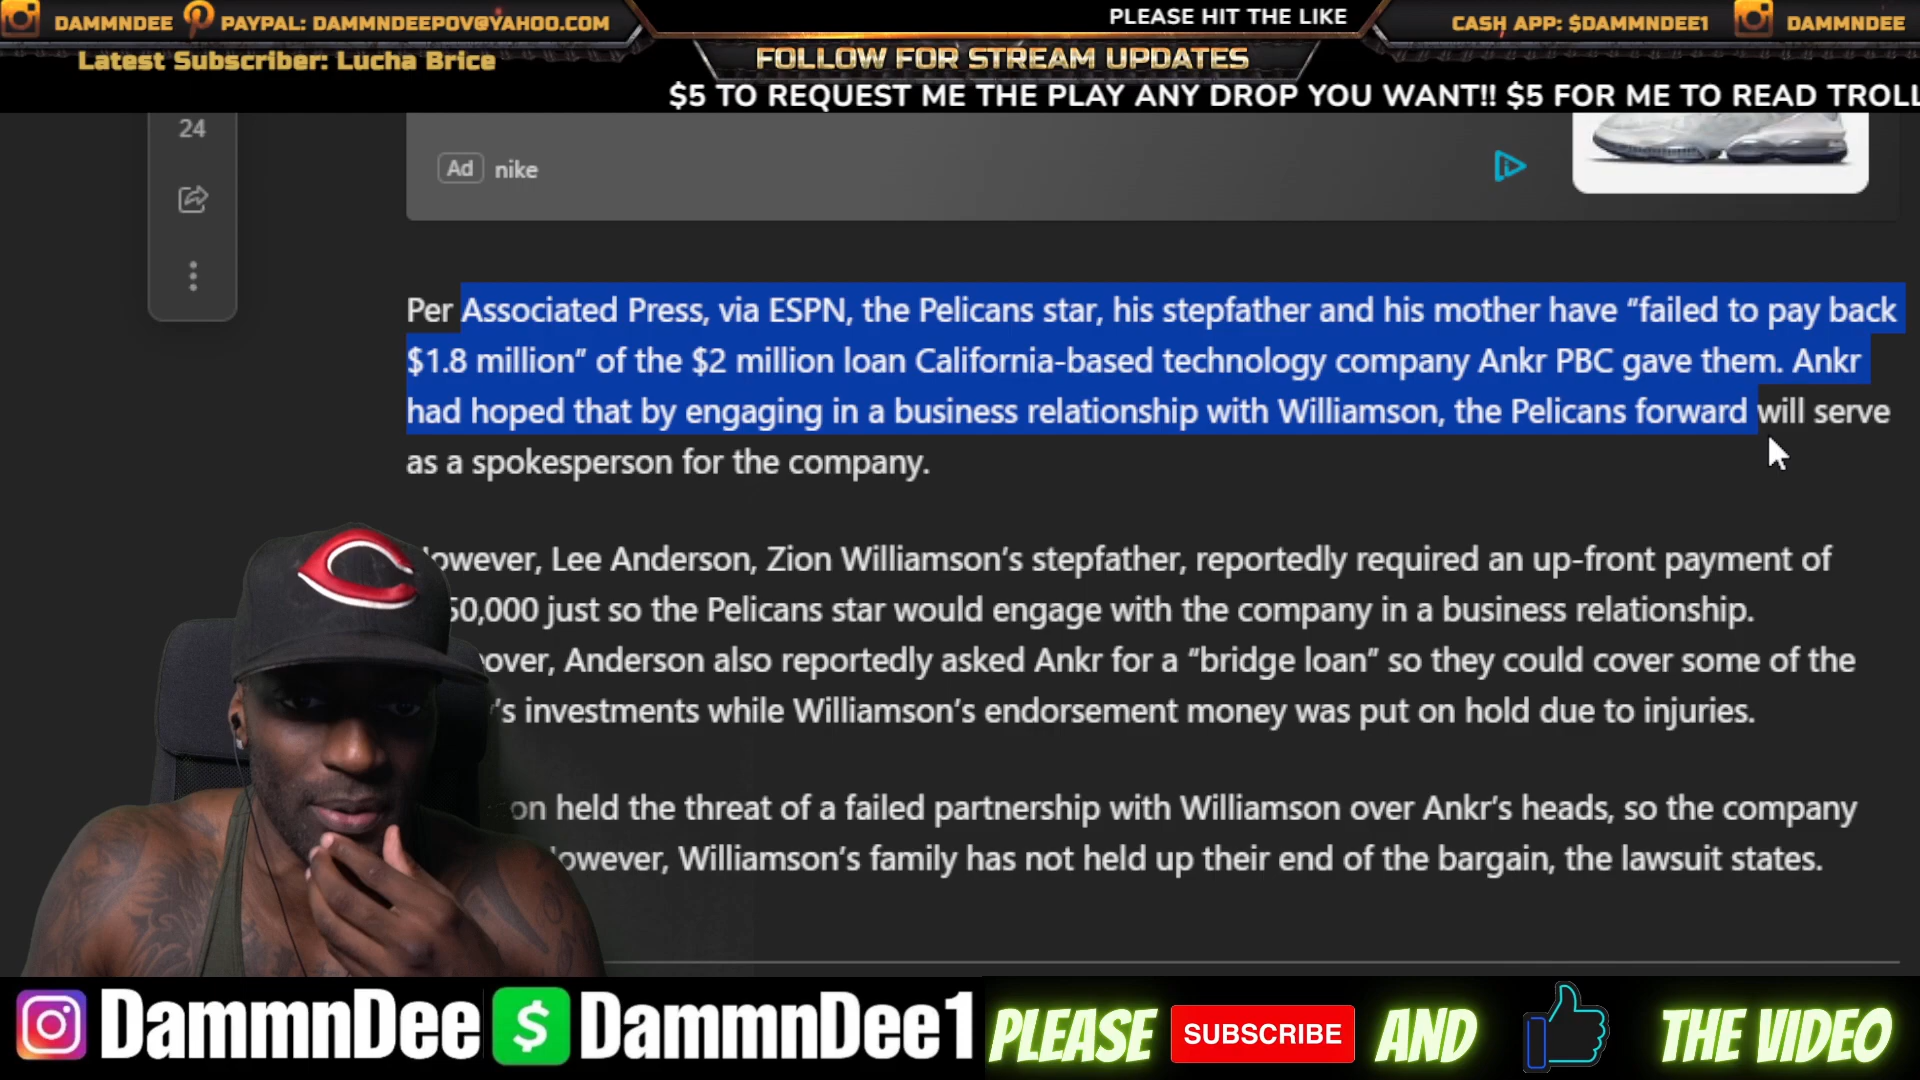 DAMMNDEE PAYPAL: DAMMNDEEPOV@YAHOO.COM
PLEASE HIT THE LIKE
CASH APP: $DAMMNDEE1 DAMMNDEE
Latest Subscriber: Lucha Brice
FOLLOW FOR STREAM UPDATES
$5 TO REQUEST ME THE PLAY ANY DROP YOU WANT!! $5 FOR ME TO READ TROLL
24
Ad nike
Per Associated Press, via ESPN, the Pelicans star, his stepfather and his mother have “failed to pay back
$1.8 million” of the $2 million loan California-based technology company Ankr PBC gave them. Ankr
had hoped that by engaging in a business relationship with Williamson, the Pelicans forward will serve
as a spokesperson for the company.
owever, Lee Anderson, Zion Williamson’s stepfather, reportedly required an up-front payment of
50,000 just so the Pelicans star would engage with the company in a business relationship.
over, Anderson also reportedly asked Ankr for a “bridge loan” so they could cover some of the
’s investments while Williamson’s endorsement money was put on hold due to injuries.
on held the threat of a failed partnership with Williamson over Ankr’s heads, so the company
owever, Williamson’s family has not held up their end of the bargain, the lawsuit states.
C
DammnDee $ DammnDee1 PLEASE SUBSCRIBE AND THE VIDEO